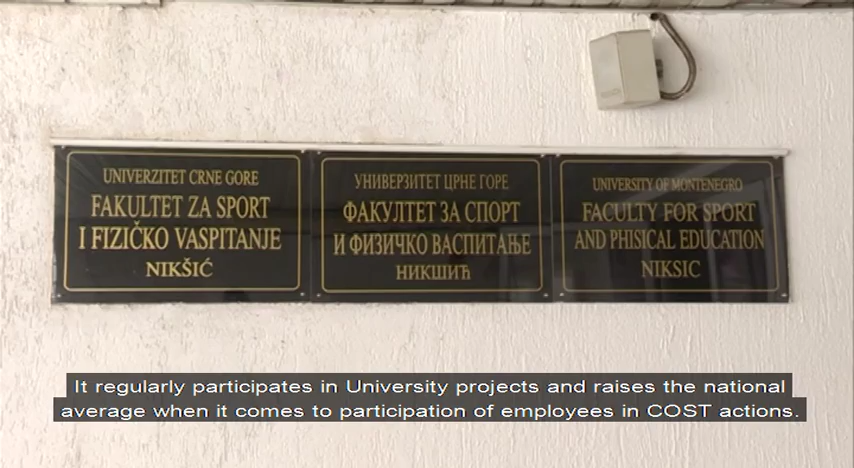 UNIVERZITET CRNE GORE
FAKULTET ZA SPORT
I FIZIČKO VASPITANJE
NIKŠIĆ
УНИВЕРЗИТЕТ ЦРНЕ ГОРЕ
ФАКУЛТЕТ ЗА СПОРТ
И ФИЗИЧКО ВАСПИТАЊЕ
НИКШИЋ
UNIVERSITY OF MONTENEGRO
FACULTY FOR SPORT
AND PHISICAL EDUCATION
NIKSIC
It regularly participates in University projects and raises the national
average when it comes to participation of employees in COST actions.